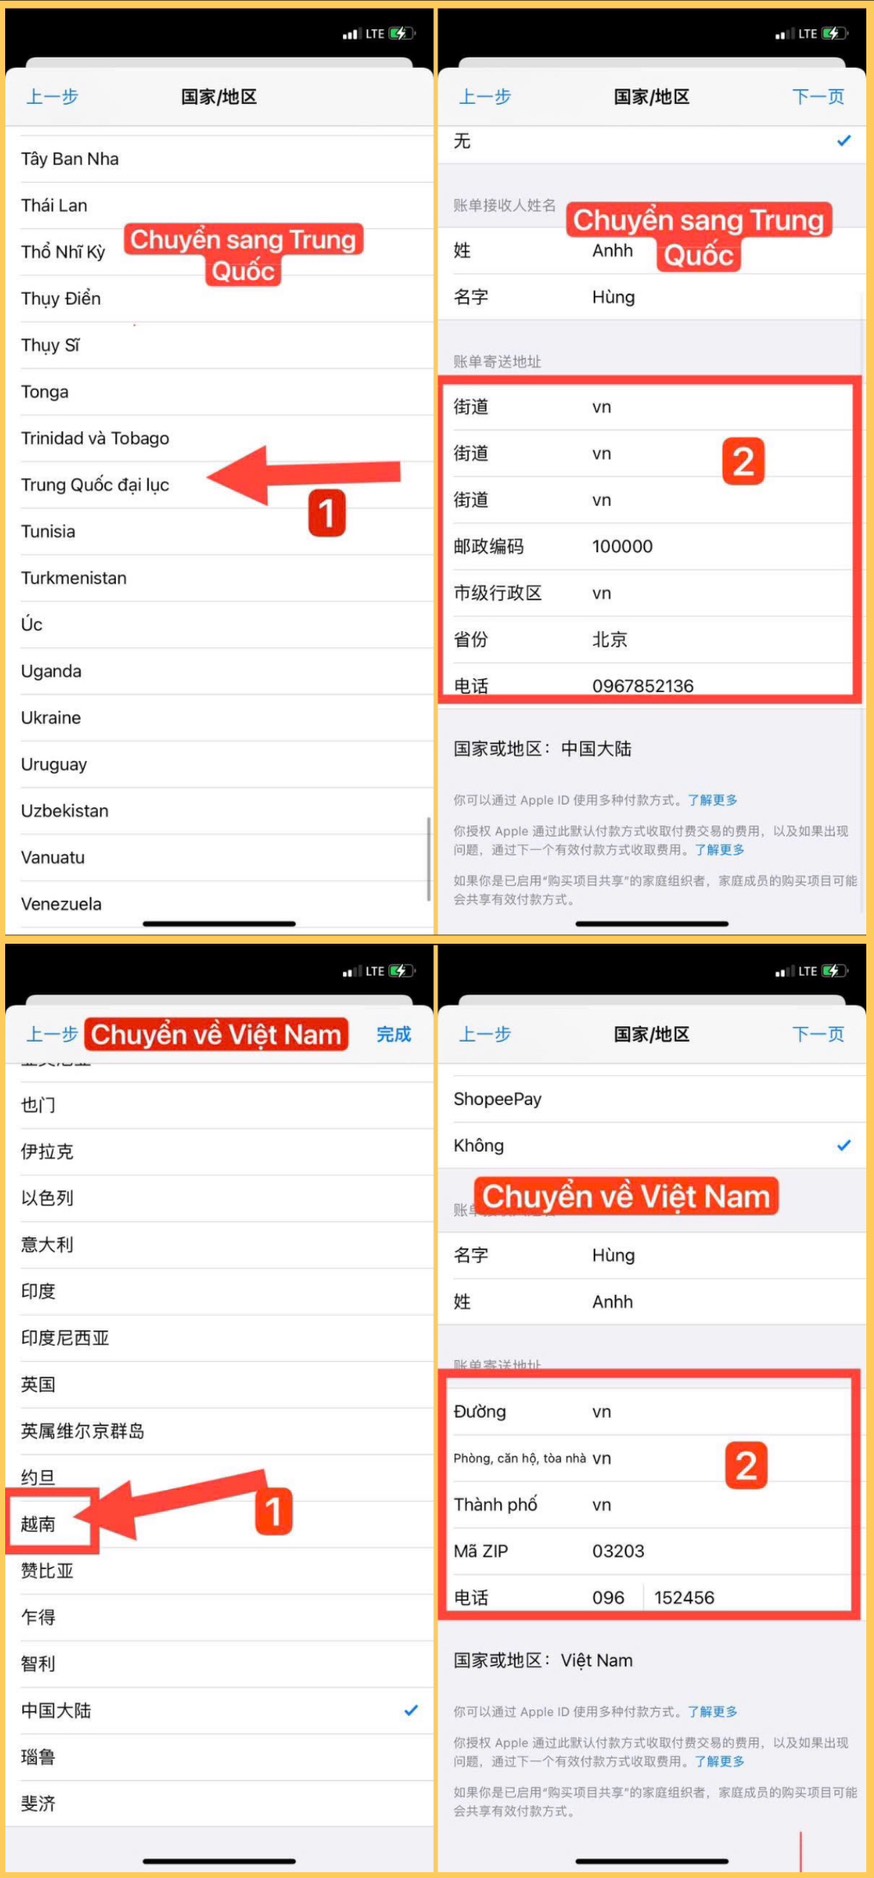 LTE
上一步
国家/地区
Tây Ban Nha
Thái Lan
Thổ Nhĩ Kỳ
Chuyển sang Trung
Quốc
Thụy Điển
Thụy Sĩ
Tonga
Trinidad và Tobago
Trung Quốc đại lục
1
Tunisia
Turkmenistan
Úc
Uganda
Ukraine
Uruguay
Uzbekistan
Vanuatu
Venezuela
LTE
上一步
国家/地区
下一页
无
账单接收人姓名
Chuyển sang Trung
Quốc
姓 Anhh
名字 Hùng
账单寄送地址
街道 vn
街道 vn
2
街道 vn
邮政编码 100000
市级行政区 vn
省份 北京
电话 0967852136
国家或地区：中国大陆
你可以通过 Apple ID 使用多种付款方式。了解更多
你授权 Apple 通过此默认付款方式收取付费交易的费用，以及如果出现
问题，通过下一个有效付款方式收取费用。了解更多
如果你是已启用“购买项目共享”的家庭组织者，家庭成员的购买项目可能
会共享有效付款方式。
LTE
上一步
Chuyển về Việt Nam
完成
也门
伊拉克
以色列
意大利
印度
印度尼西亚
英国
英属维尔京群岛
约旦
1
越南
赞比亚
乍得
智利
中国大陆
瑙鲁
斐济
LTE
上一步
国家/地区
下一页
ShopeePay
Không
Chuyển về Việt Nam
名字 Hùng
姓 Anhh
账单寄送地址
Đường vn
Phòng, căn hộ, tòa nhà vn
2
Thành phố vn
Mã ZIP 03203
电话 096 152456
国家或地区：Việt Nam
你可以通过 Apple ID 使用多种付款方式。了解更多
你授权 Apple 通过此默认付款方式收取付费交易的费用，以及如果出现
问题，通过下一个有效付款方式收取费用。了解更多
如果你是已启用“购买项目共享”的家庭组织者，家庭成员的购买项目可能
会共享有效付款方式。